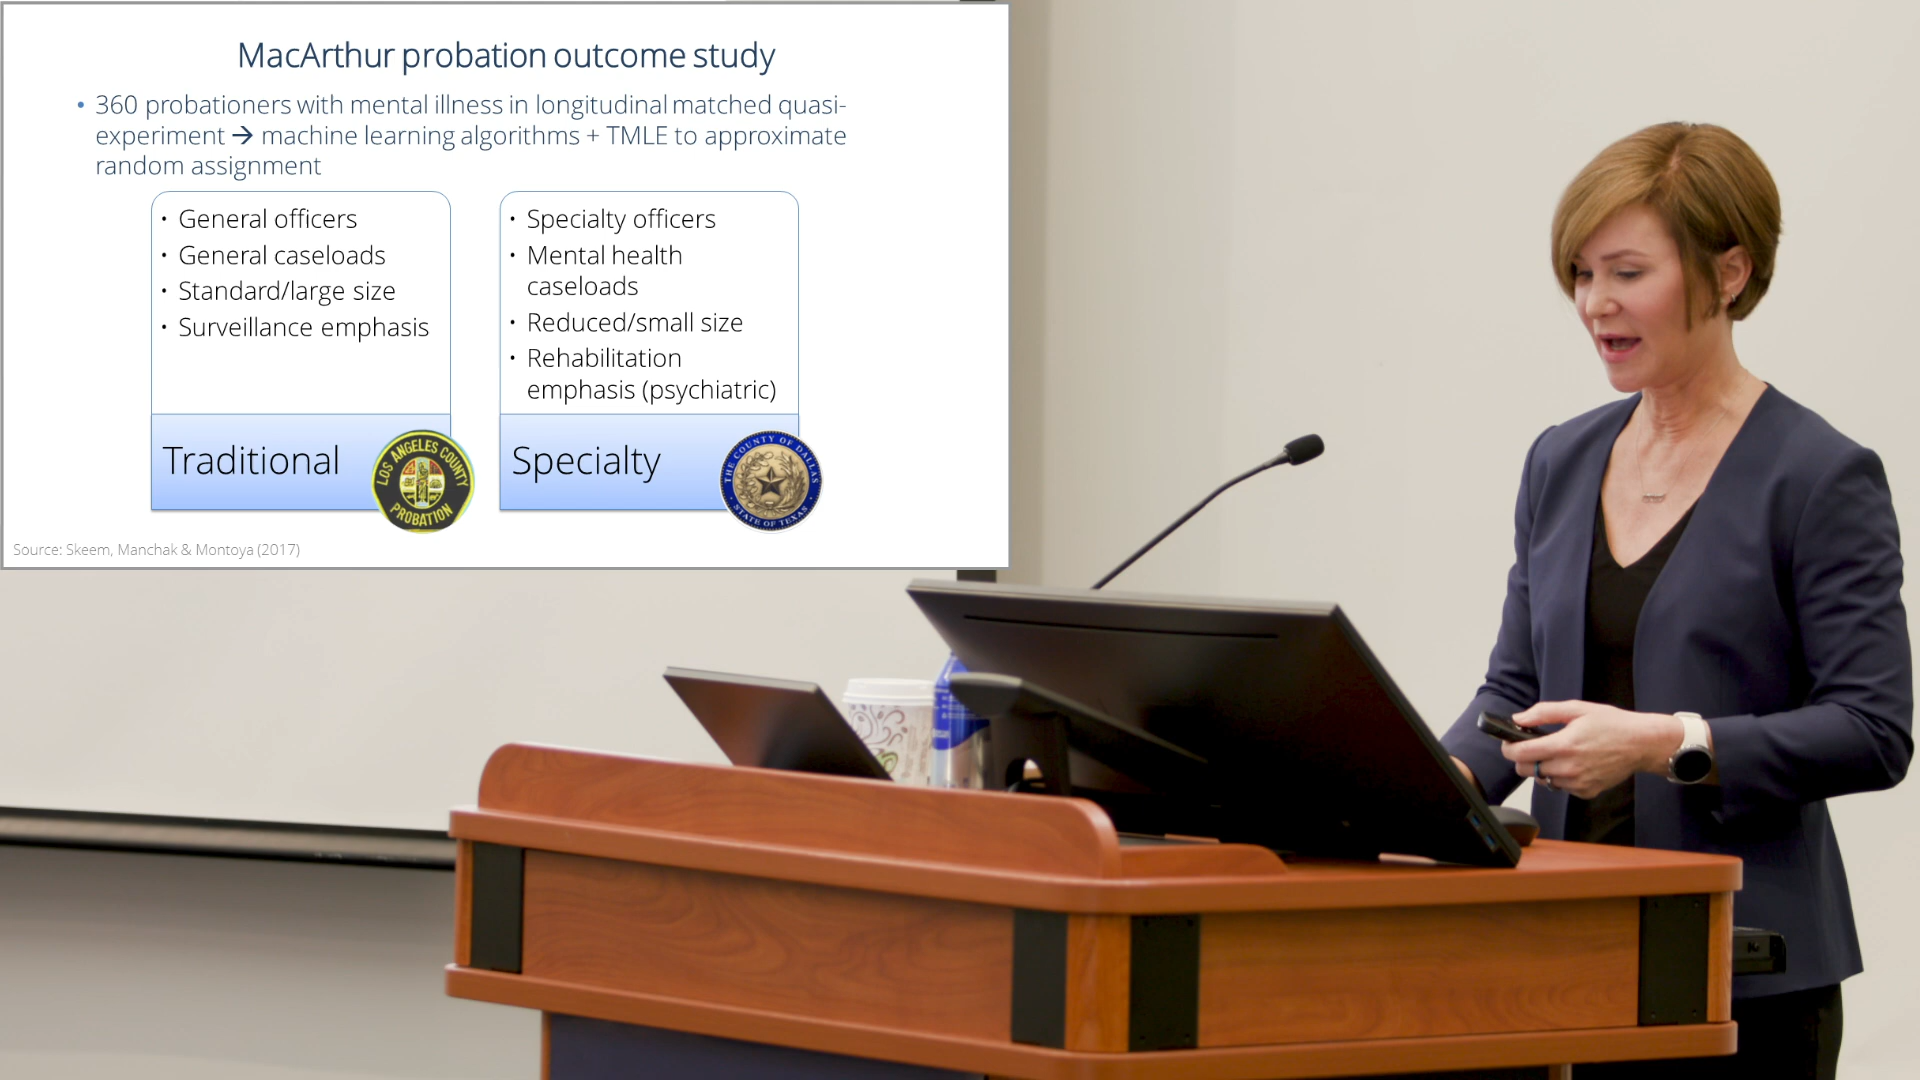 MacArthur probation outcome study
• 360 probationers with mental illness in longitudinal matched quasi-
experiment → machine learning algorithms + TMLE to approximate
random assignment
• General officers
• General caseloads
• Standard/large size
• Surveillance emphasis
Traditional
LOS ANGELES COUNTY
PROBATION
• Specialty officers
• Mental health
caseloads
• Reduced/small size
• Rehabilitation
emphasis (psychiatric)
Specialty
THE COUNTY OF DALLAS
STATE OF TEXAS
Source: Skeem, Manchak & Montoya (2017)